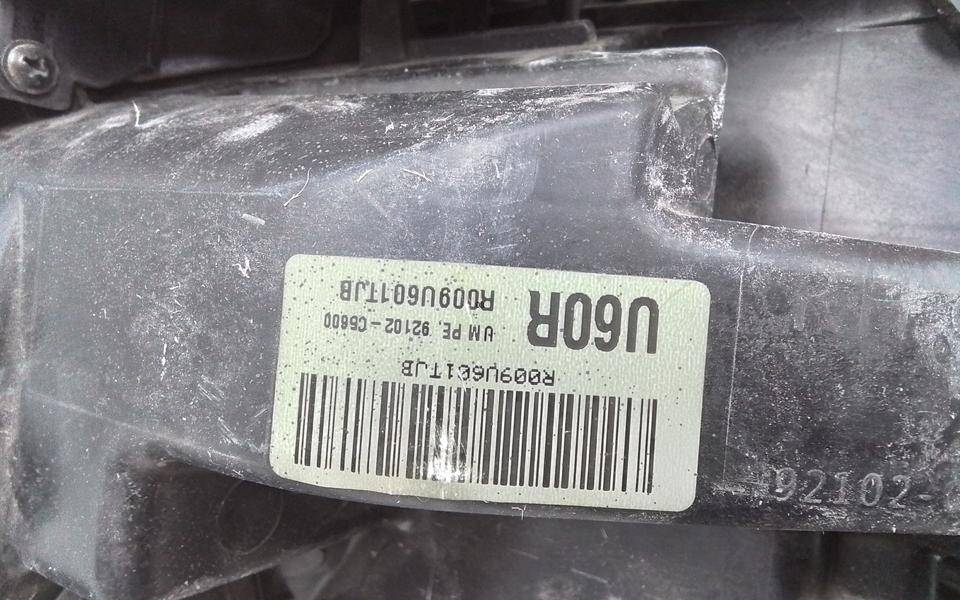 R009U601TJB
U60R
UM PE, 92102-C5600
R009U601TJB
92102-